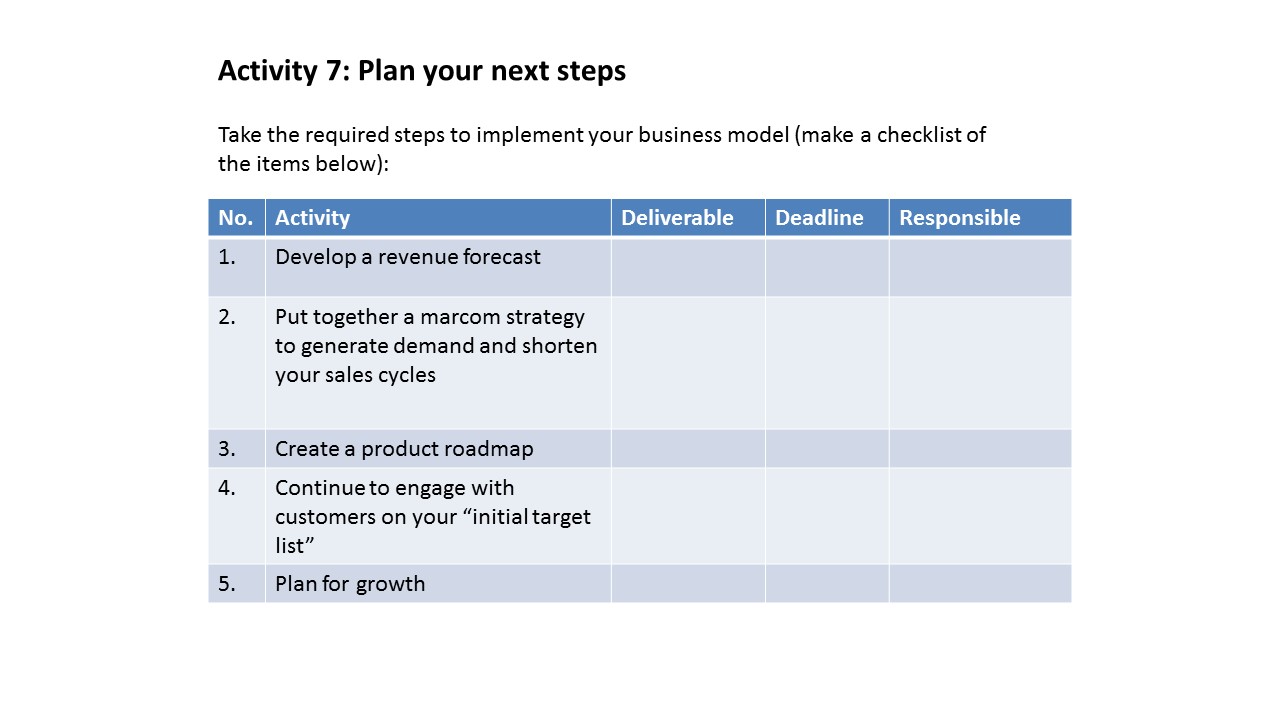 Activity 7: Plan your next steps
Take the required steps to implement your business model (make a checklist of
the items below):
No. Activity Deliverable Deadline Responsible
1. Develop a revenue forecast
2. Put together a marcom strategy
to generate demand and shorten
your sales cycles
3. Create a product roadmap
4. Continue to engage with
customers on your “initial target
list”
5. Plan for growth